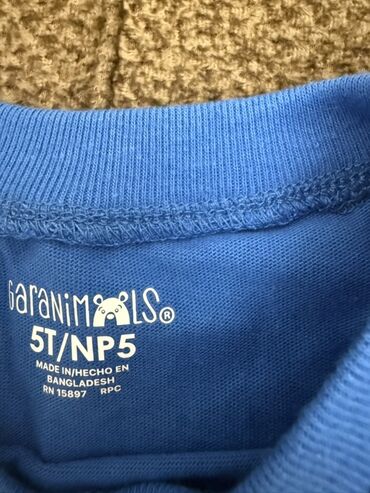 GARANIMALS®
5T/NP5
MADE IN/HECHO EN
BANGLADESH
RN 15897 RPC